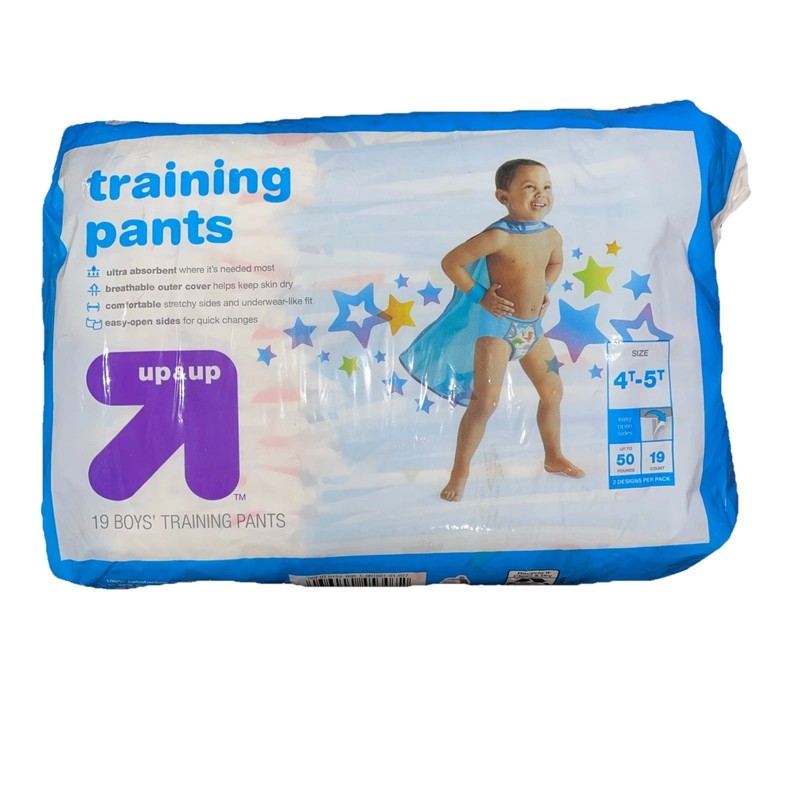 training
pants
ultra absorbent where it's needed most
breathable outer cover helps keep skin dry
comfortable stretchy sides and underwear-like fit
easy-open sides for quick changes
up&up
TM
19 BOYS' TRAINING PANTS
SIZE
4T-5T
easy
open
sides
UP TO
50
POUNDS
19
COUNT
2 DESIGNS PER PACK